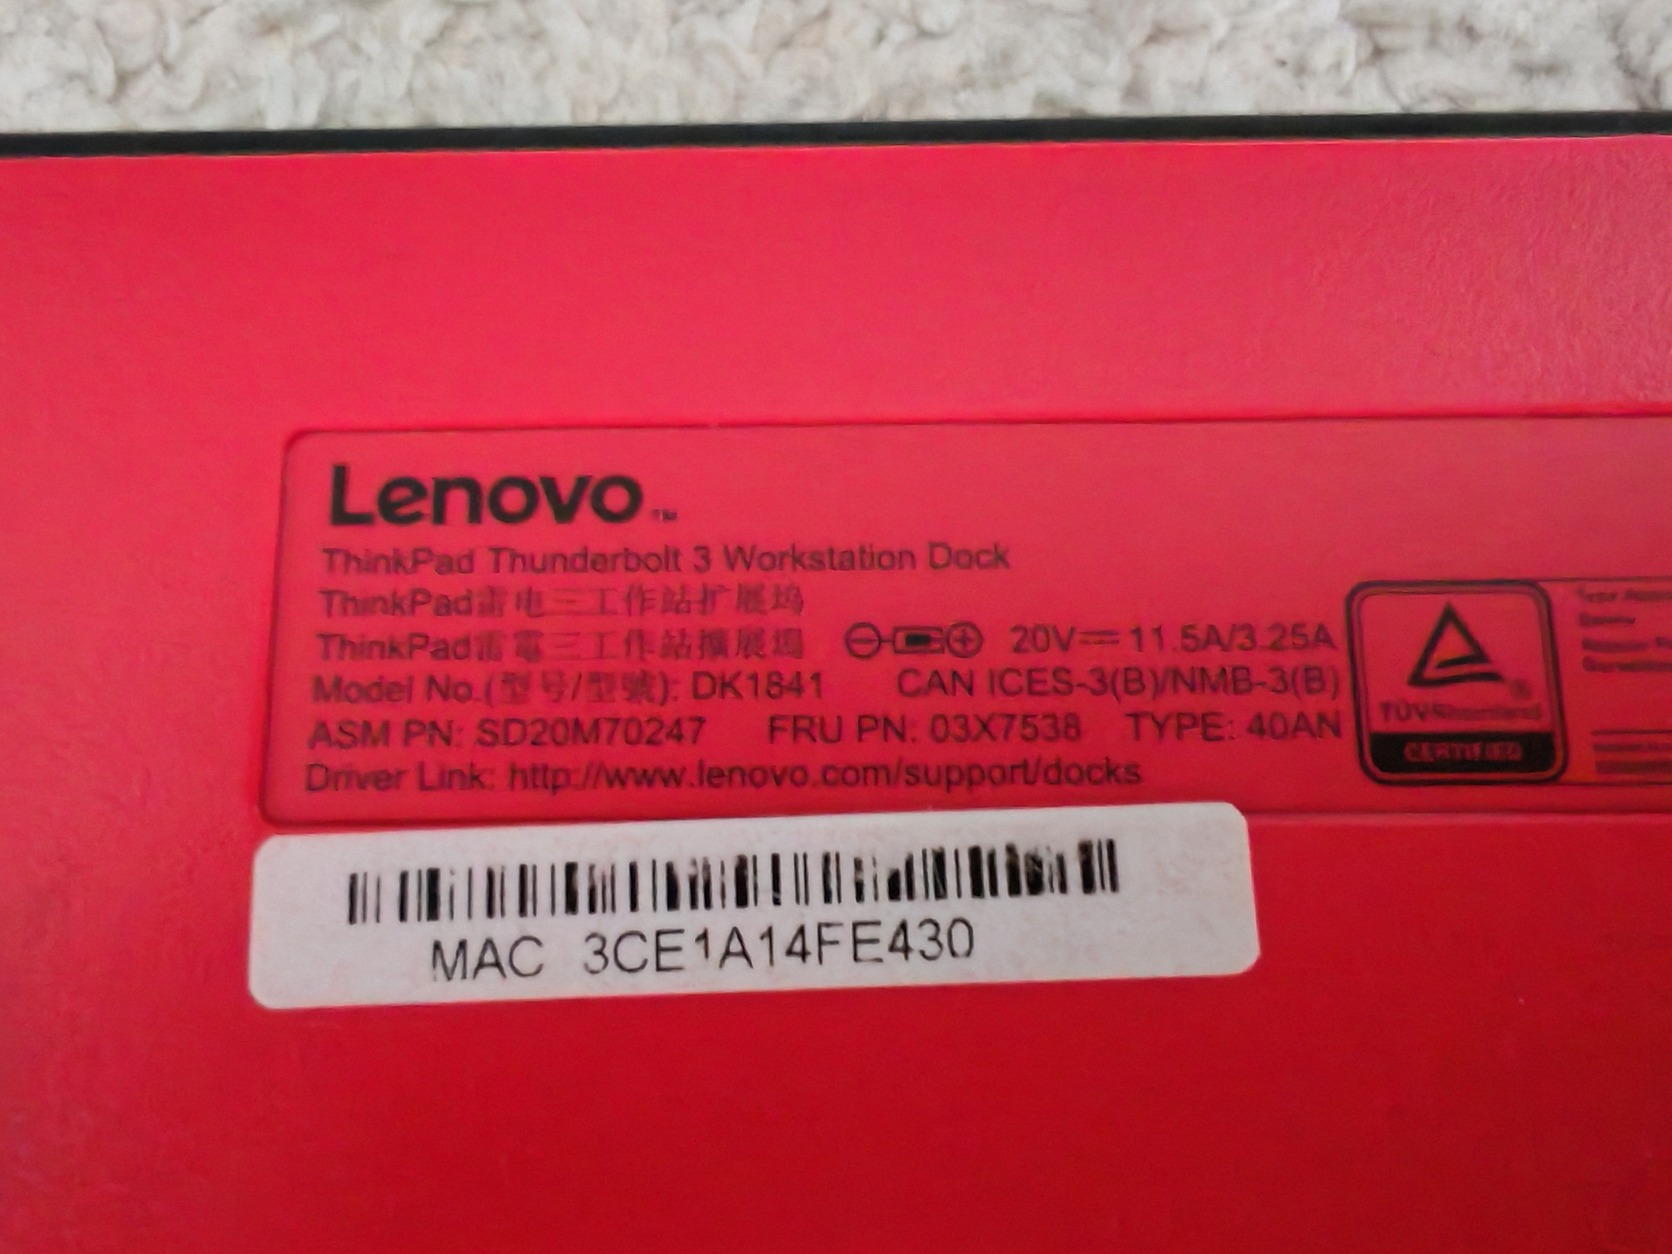 Lenovo™
ThinkPad Thunderbolt 3 Workstation Dock
ThinkPad雷电三工作站扩展坞
ThinkPad雷電三工作站擴展塢 20V⎓11.5A/3.25A
Model No.(型号/型號): DK1841 CAN ICES-3(B)/NMB-3(B)
ASM PN: SD20M70247 FRU PN: 03X7538 TYPE: 40AN
Driver Link: http://www.lenovo.com/support/docks
TÜVRheinland
CERTIFIED
MAC 3CE1A14FE430